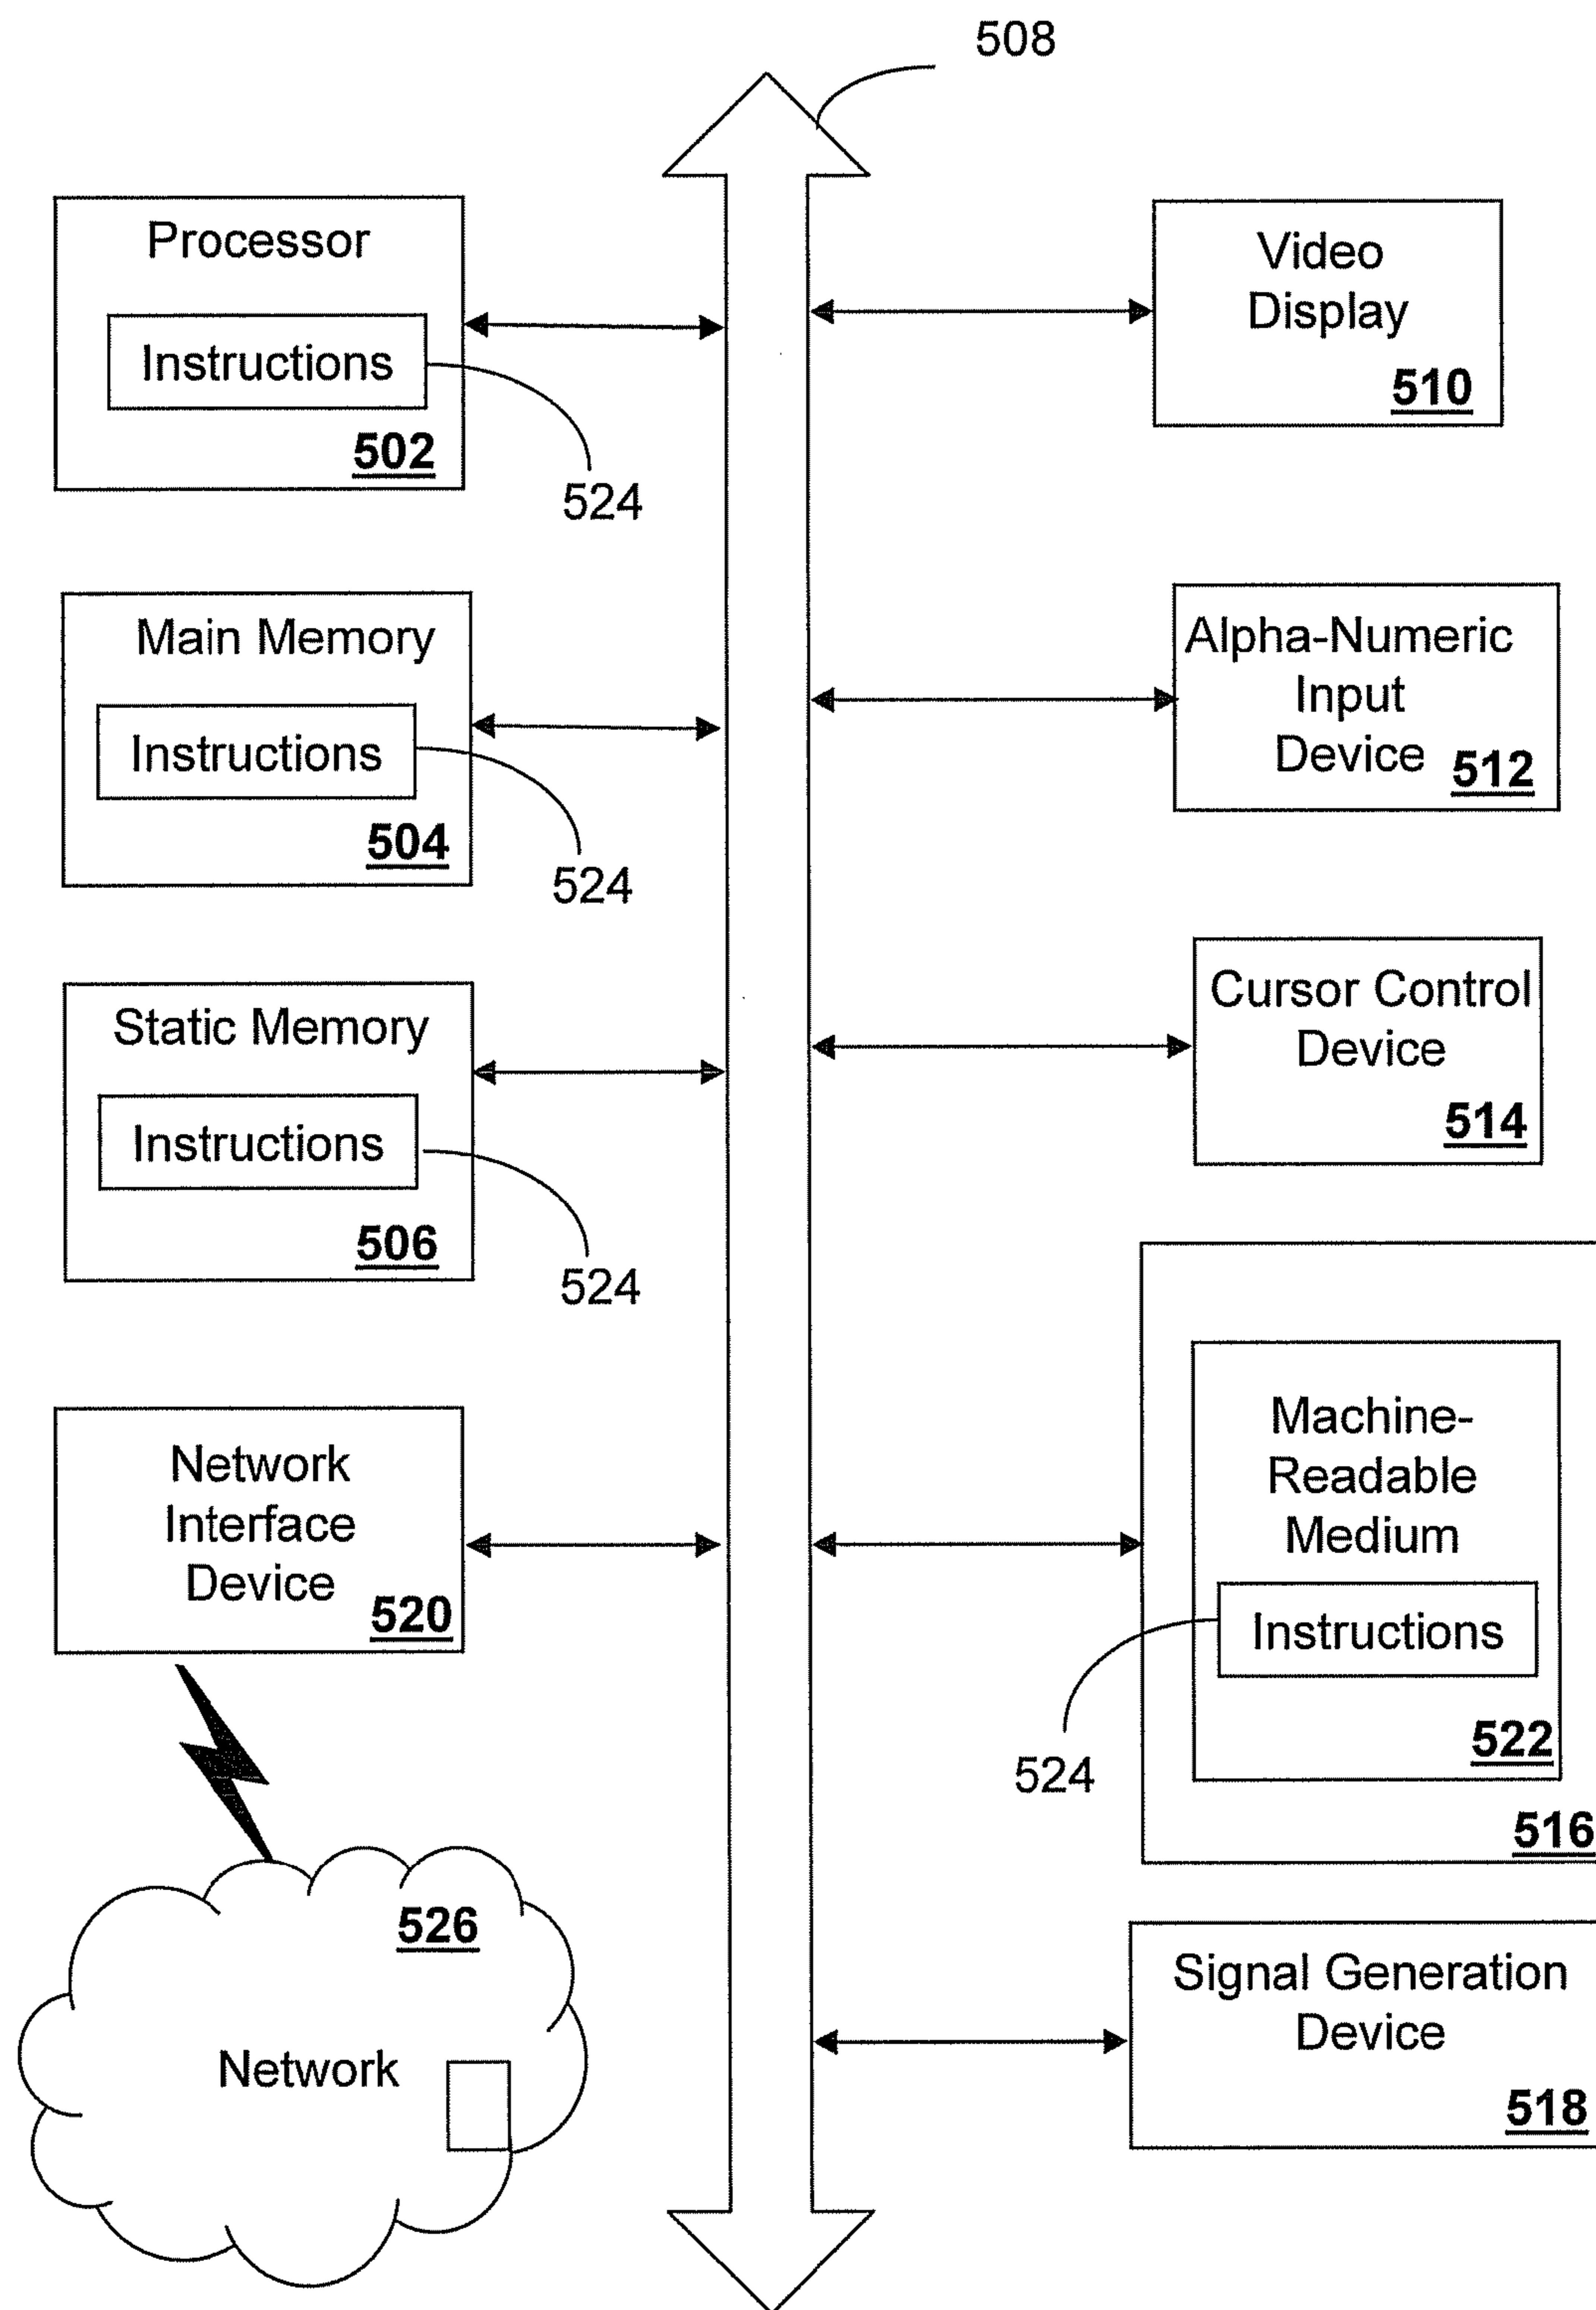 508
Processor
Instructions
502
524
Main Memory
Instructions
504
524
Static Memory
Instructions
506
524
Network
Interface
Device
520
526
Network
Video
Display
510
Alpha-Numeric
Input
Device
512
Cursor Control
Device
514
Machine-
Readable
Medium
Instructions
522
524
516
Signal Generation
Device
518